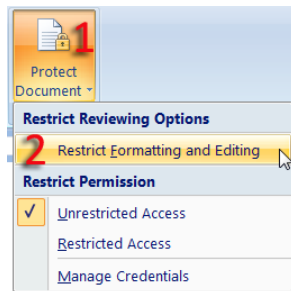 1
Protect
Document
Restrict Reviewing Options
2 Restrict Formatting and Editing
Restrict Permission
Unrestricted Access
Restricted Access
Manage Credentials